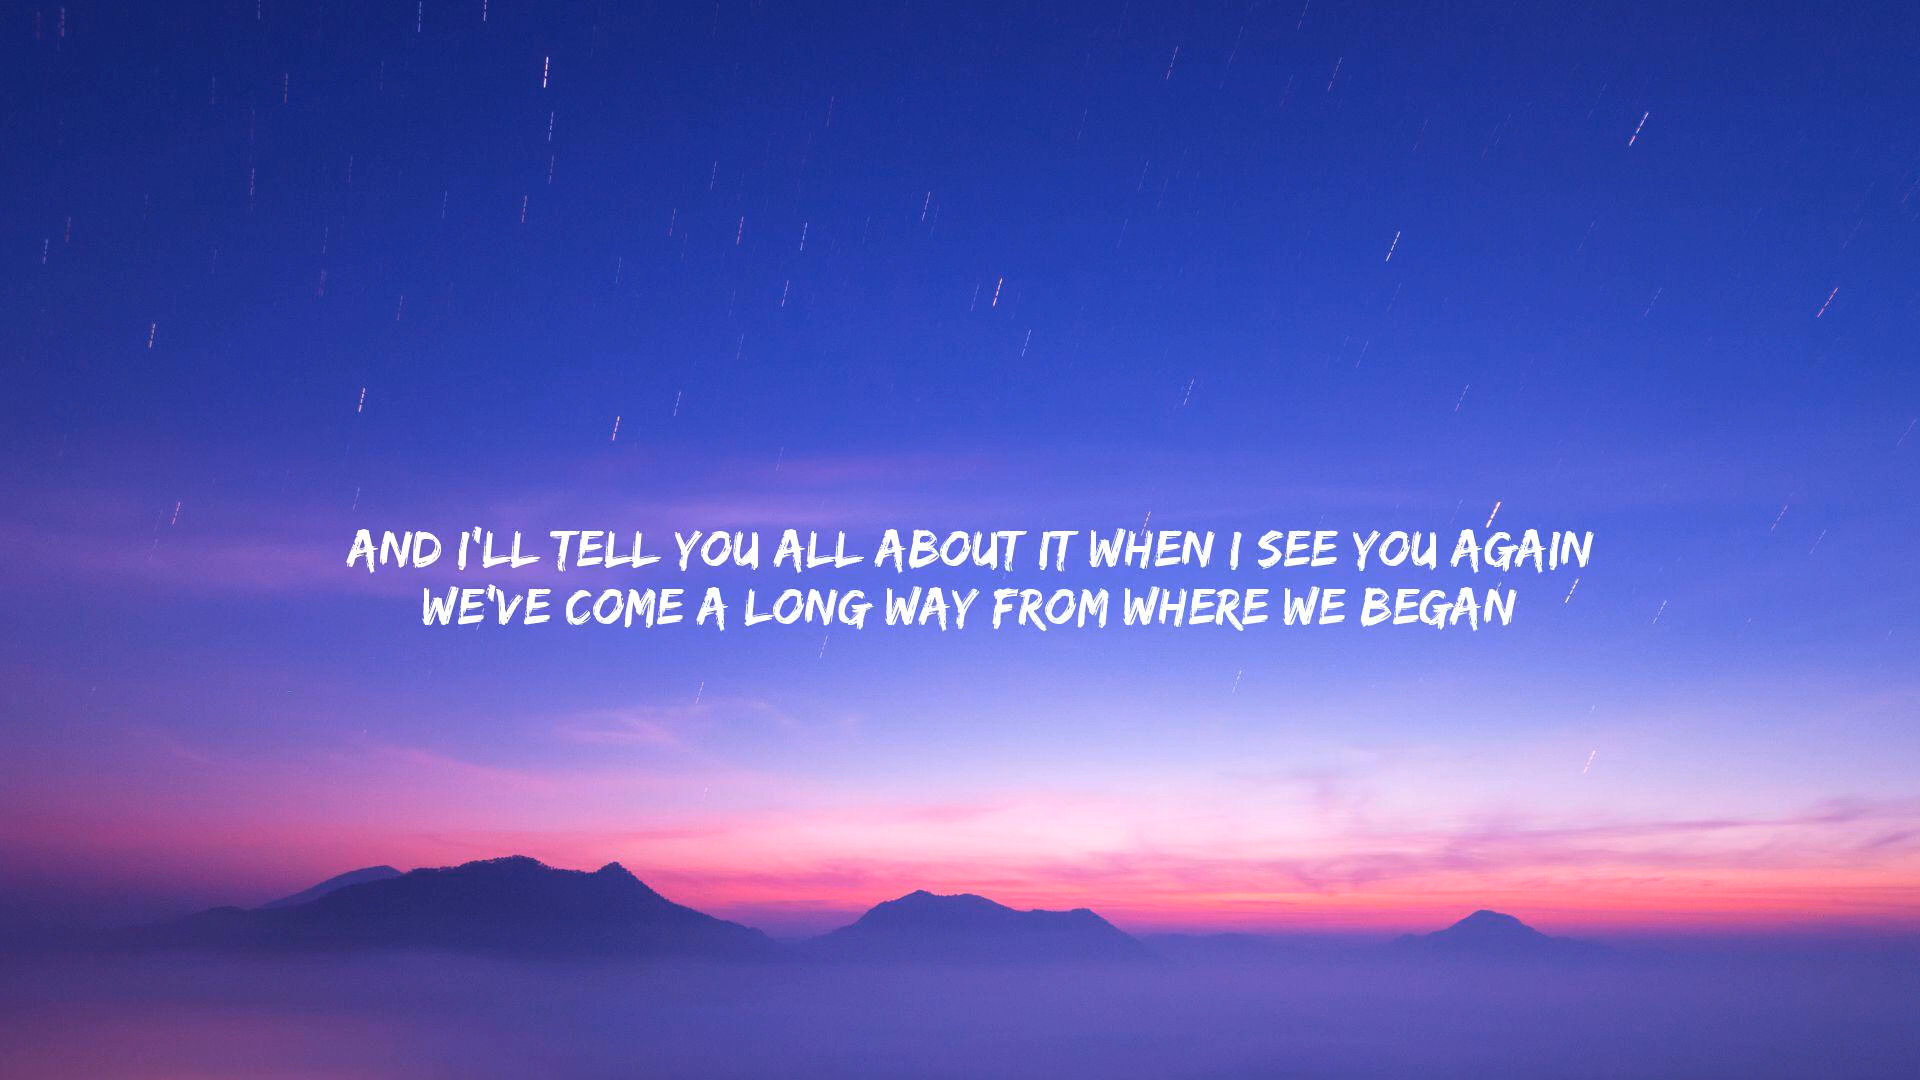 AND I'LL TELL YOU ALL ABOUT IT WHEN I SEE YOU AGAIN
WE'VE COME A LONG WAY FROM WHERE WE BEGAN